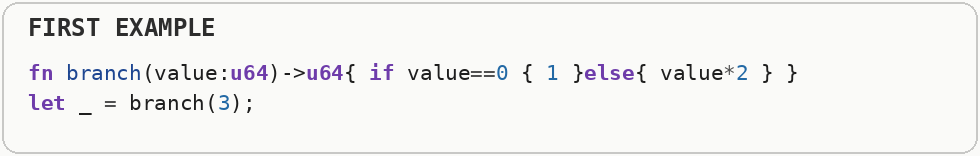 FIRST EXAMPLE
fn branch(value:u64)->u64{ if value==0 { 1 }else{ value*2 } }
let _ = branch(3);